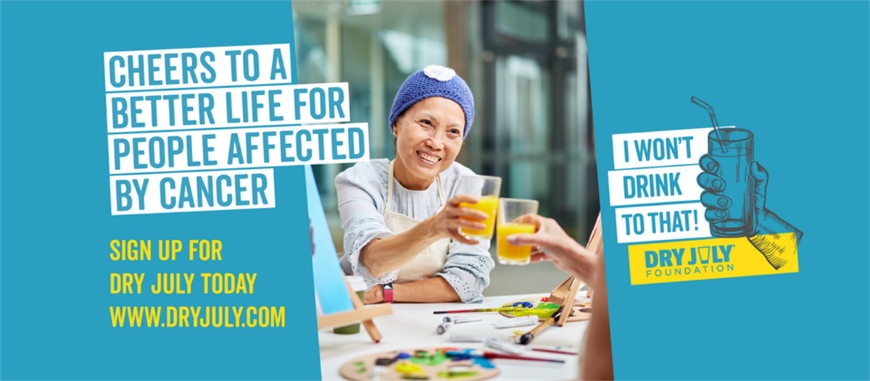 CHEERS TO A
BETTER LIFE FOR
PEOPLE AFFECTED
BY CANCER
SIGN UP FOR
DRY JULY TODAY
WWW.DRYJULY.COM
I WON'T
DRINK
TO THAT!
DRY JULY™
FOUNDATION